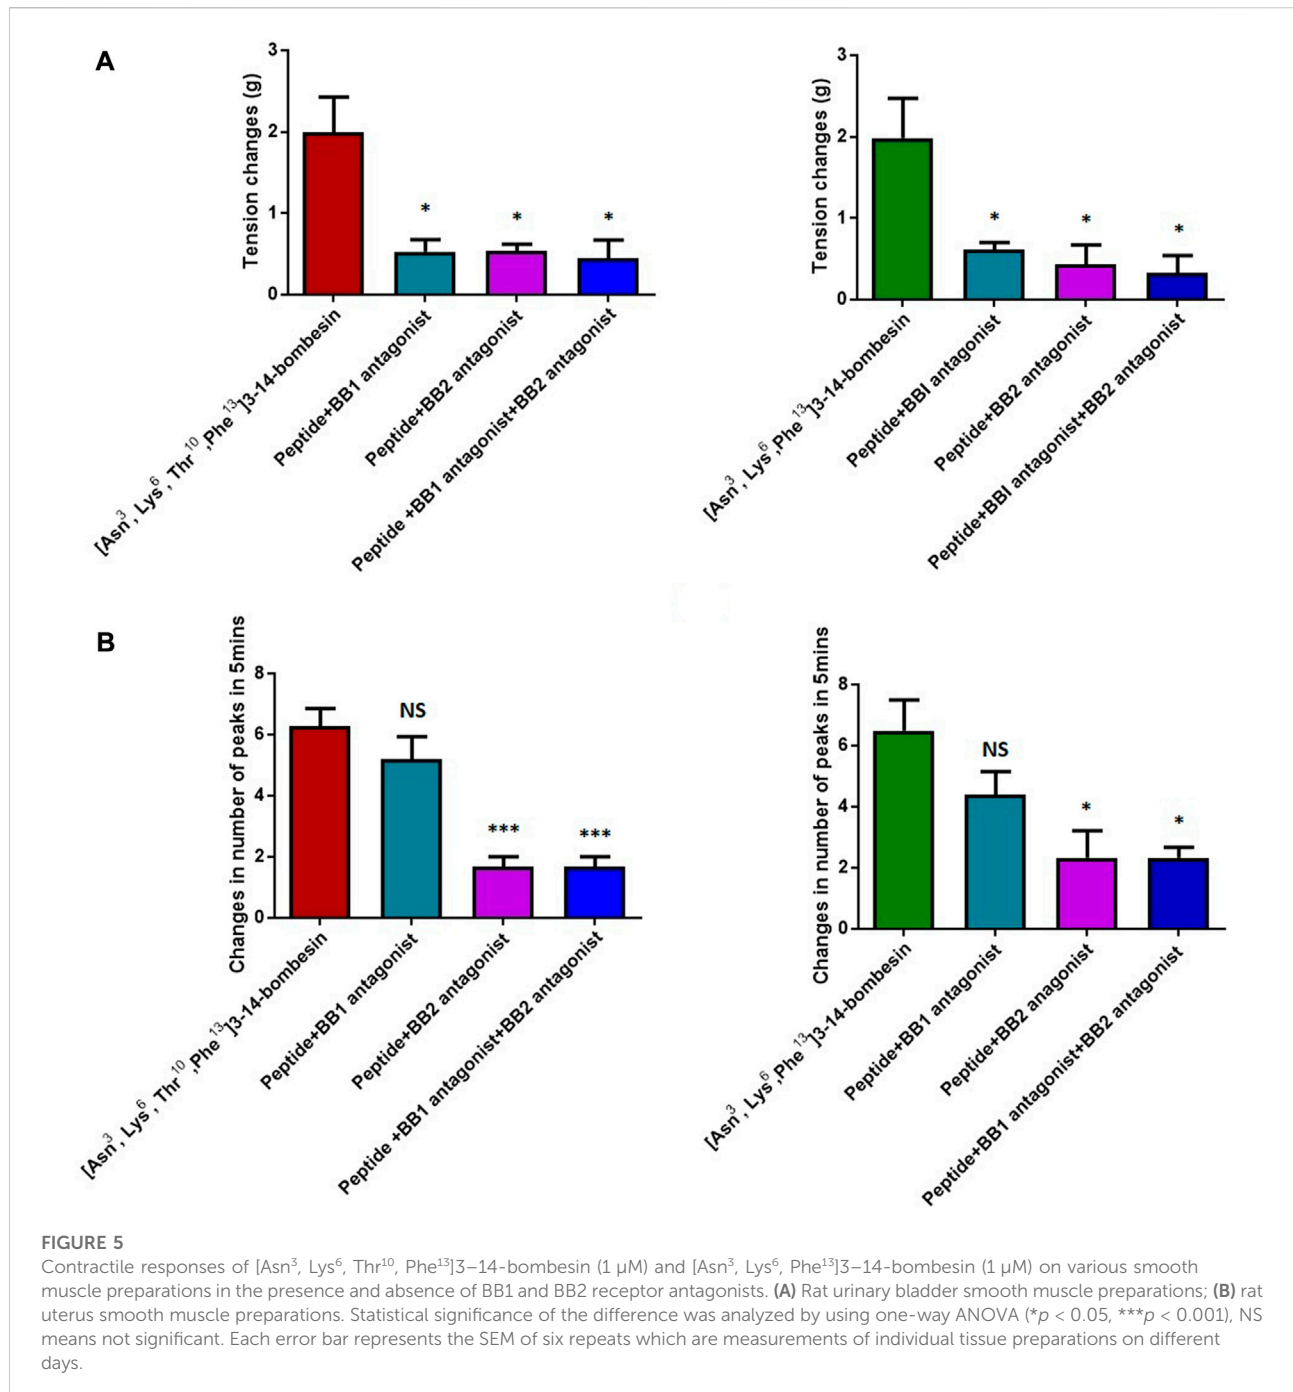 A
Tension changes (g)
3
2
1
0
*
*
*
[Asn³, Lys⁶, Thr¹⁰,Phe¹³]3-14-bombesin
Peptide+BB1 antagonist
Peptide+BB2 antagonist
Peptide +BB1 antagonist+BB2 antagonist
Tension changes (g)
3
2
1
0
*
*
*
[Asn³, Lys⁶,Phe¹³]3-14-bombesin
Peptide+BBI antagonist
Peptide+BB2 antagonist
Peptide+BBI antagonist+BB2 antagonist
B
Changes in number of peaks in 5mins
8
6
4
2
0
NS
***
***
[Asn³, Lys⁶, Thr¹⁰,Phe¹³]3-14-bombesin
Peptide+BB1 antagonist
Peptide+BB2 antagonist
Peptide +BB1 antagonist+BB2 antagonist
Changes in number of peaks in 5mins
8
6
4
2
0
NS
*
*
[Asn³, Lys⁶,Phe¹³]3-14-bombesin
Peptide+BB1 antagonist
Peptide+BB2 anagonist
Peptide+BB1 antagonist+BB2 antagonist
FIGURE 5
Contractile responses of [Asn³, Lys⁶, Thr¹⁰, Phe¹³]3–14-bombesin (1 µM) and [Asn³, Lys⁶, Phe¹³]3–14-bombesin (1 µM) on various smooth
muscle preparations in the presence and absence of BB1 and BB2 receptor antagonists. (A) Rat urinary bladder smooth muscle preparations; (B) rat
uterus smooth muscle preparations. Statistical significance of the difference was analyzed by using one-way ANOVA (*p < 0.05, ***p < 0.001), NS
means not significant. Each error bar represents the SEM of six repeats which are measurements of individual tissue preparations on different
days.